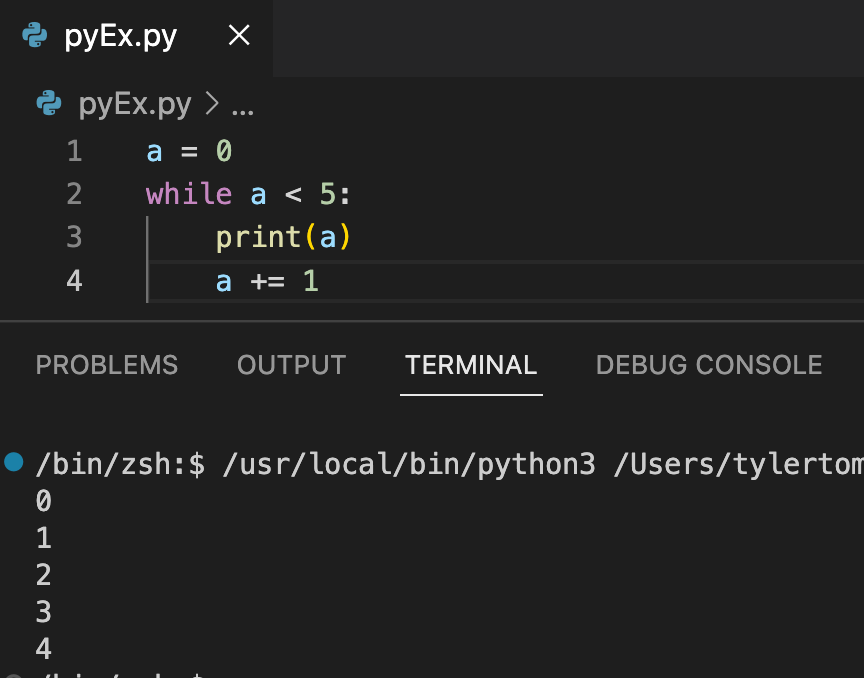 pyEx.py
pyEx.py > ...
1 a = 0
2 while a < 5:
3     print(a)
4     a += 1
PROBLEMS OUTPUT TERMINAL DEBUG CONSOLE
/bin/zsh:$ /usr/local/bin/python3 /Users/tylertom
0
1
2
3
4